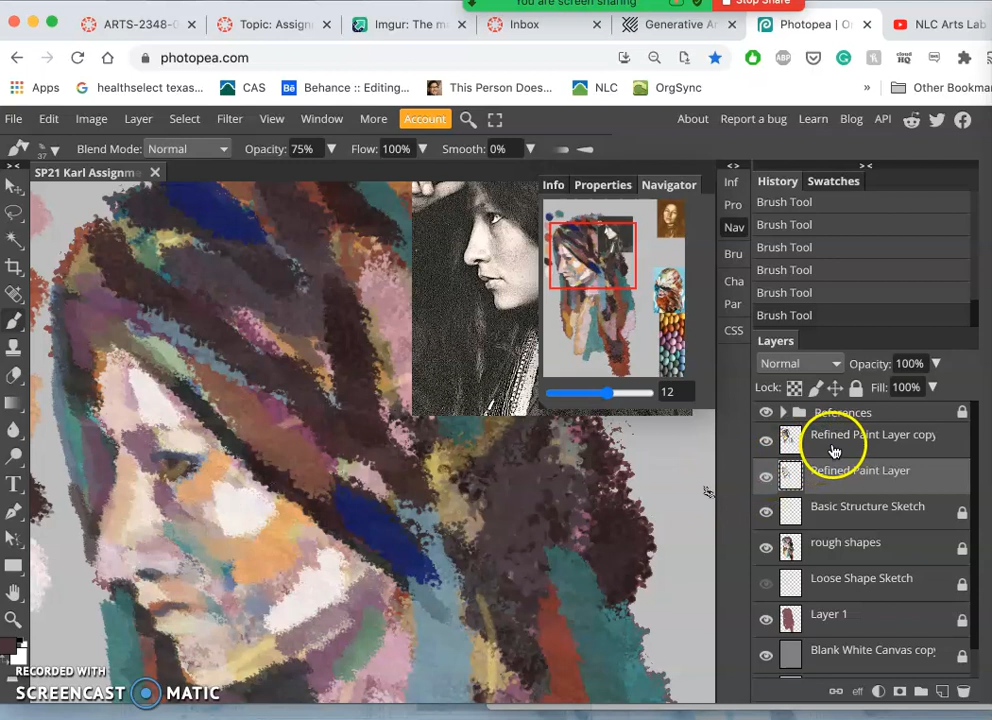 You are screen sharing
Stop Share
ARTS-2348-0
Topic: Assignm
Imgur: The ma
Inbox
Generative Ar
Photopea | On
NLC Arts Lab
photopea.com
Apps
healthselect texas...
CAS
Behance :: Editing...
This Person Does...
NLC
OrgSync
»
Other Bookmar
File
Edit
Image
Layer
Select
Filter
View
Window
More
Account
About
Report a bug
Learn
Blog
API
37
Blend Mode:
Normal
Opacity:
75%
Flow:
100%
Smooth:
0%
> <
SP21 Karl Assignm
Info
Properties
Navigator
12
<>
Inf
Pro
Nav
Bru
Cha
Par
CSS
> <
History
Swatches
Brush Tool
Brush Tool
Brush Tool
Brush Tool
Brush Tool
Brush Tool
Layers
Normal
Opacity:
100%
Lock:
Fill:
100%
References
Refined Paint Layer copy
Refined Paint Layer
Basic Structure Sketch
rough shapes
Loose Shape Sketch
Layer 1
Blank White Canvas copy
eff
RECORDED WITH
SCREENCAST MATIC